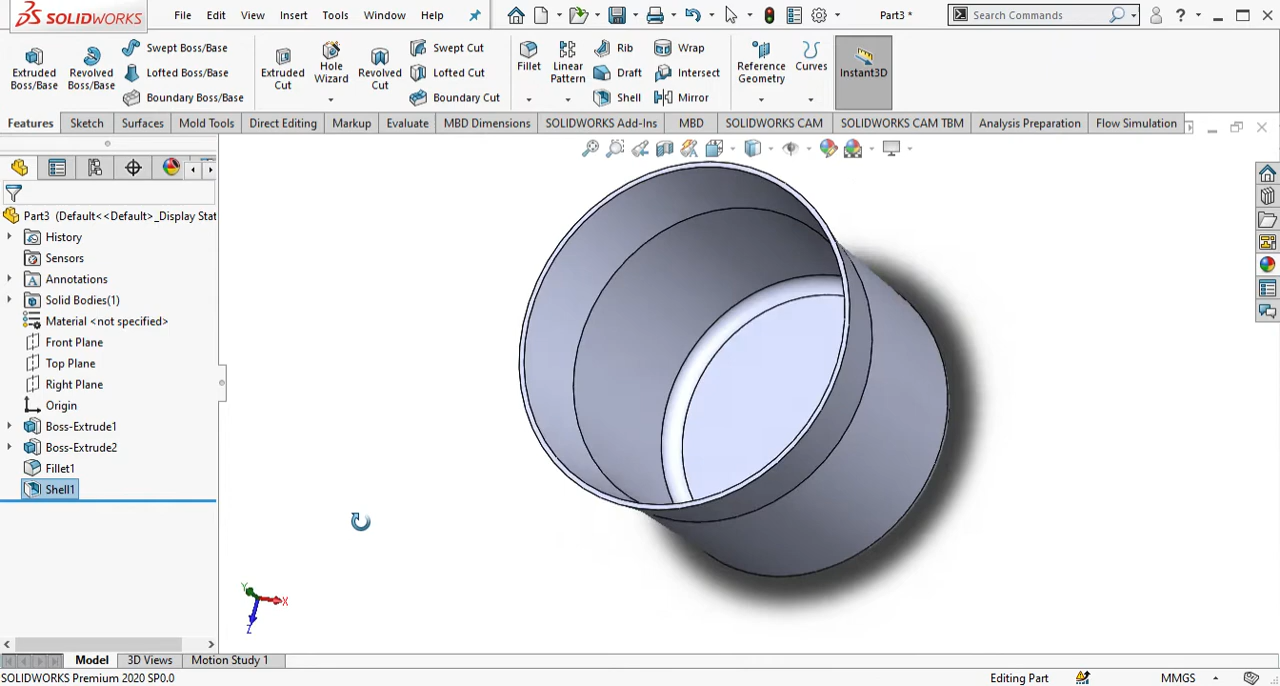 SOLIDWORKS File Edit View Insert Tools Window Help Part3 * Search Commands ?
Extruded Boss/Base
Revolved Boss/Base
Swept Boss/Base
Lofted Boss/Base
Boundary Boss/Base
Extruded Cut
Hole Wizard
Revolved Cut
Swept Cut
Lofted Cut
Boundary Cut
Fillet
Linear Pattern
Rib
Draft
Shell
Wrap
Intersect
Mirror
Reference Geometry
Curves
Instant3D
Features Sketch Surfaces Mold Tools Direct Editing Markup Evaluate MBD Dimensions SOLIDWORKS Add-Ins MBD SOLIDWORKS CAM SOLIDWORKS CAM TBM Analysis Preparation Flow Simulation
Part3 (Default<<Default>_Display Stat
History
Sensors
Annotations
Solid Bodies(1)
Material <not specified>
Front Plane
Top Plane
Right Plane
Origin
Boss-Extrude1
Boss-Extrude2
Fillet1
Shell1
Y
X
Z
Model 3D Views Motion Study 1
SOLIDWORKS Premium 2020 SP0.0 Editing Part MMGS